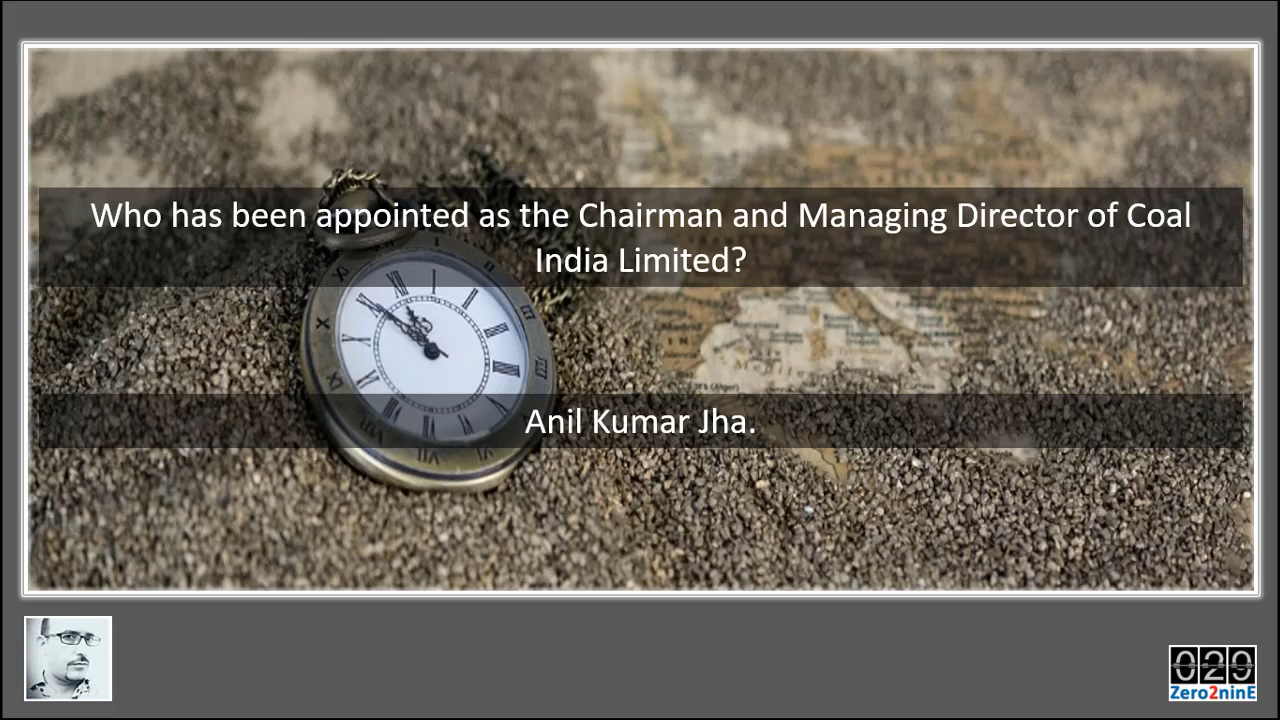 Who has been appointed as the Chairman and Managing Director of Coal
India Limited?
Anil Kumar Jha.
029
Zero2ninE